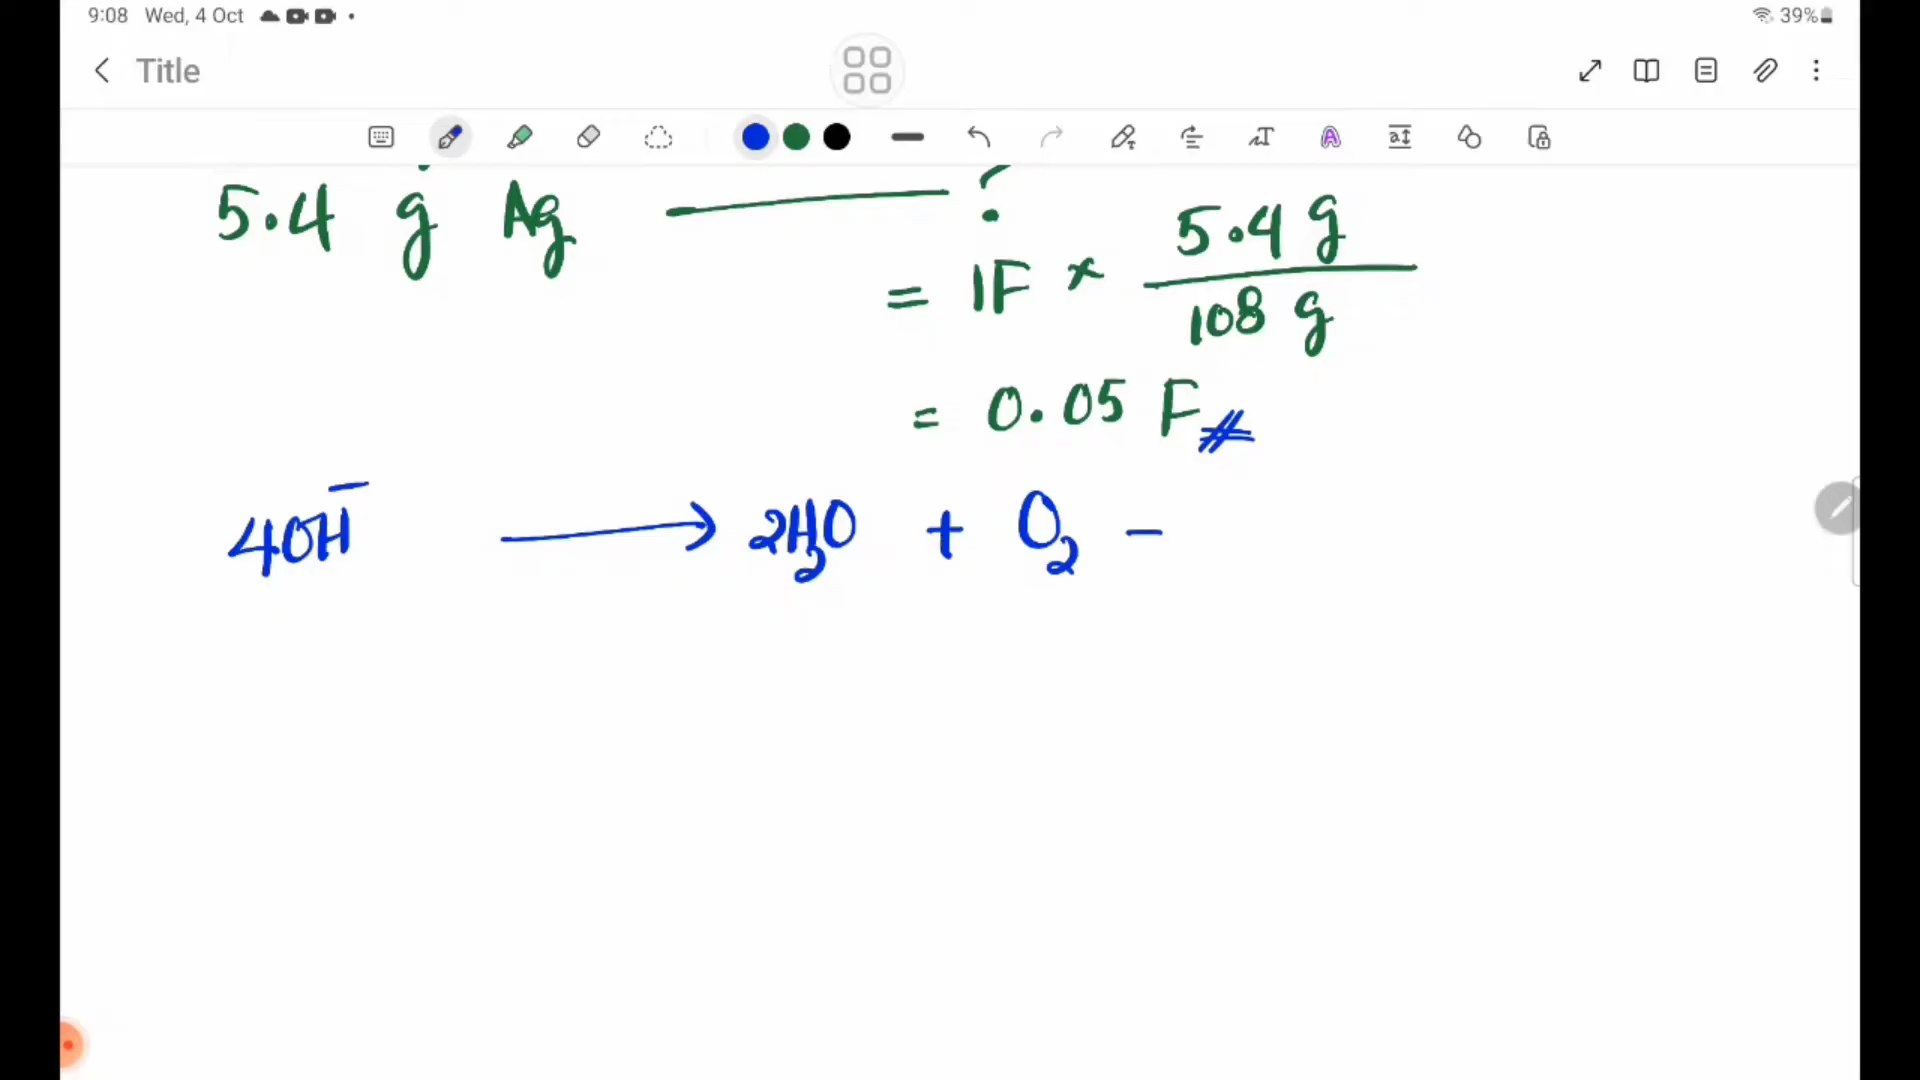 9:08 Wed, 4 Oct 39%
Title
5.4 g Ag ?
= 1F × 5.4 g
108 g
= 0.05 F
4OH⁻ → 2H₂O + O₂ −